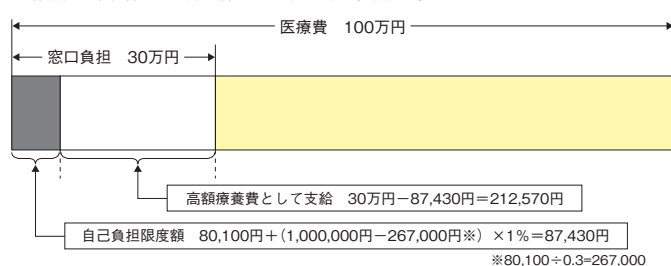 医療費 100万円
窓口負担 30万円
高額療養費として支給 30万円－87,430円＝212,570円
自己負担限度額 80,100円＋（1,000,000円－267,000円※）×1％＝87,430円
※80,100÷0.3=267,000